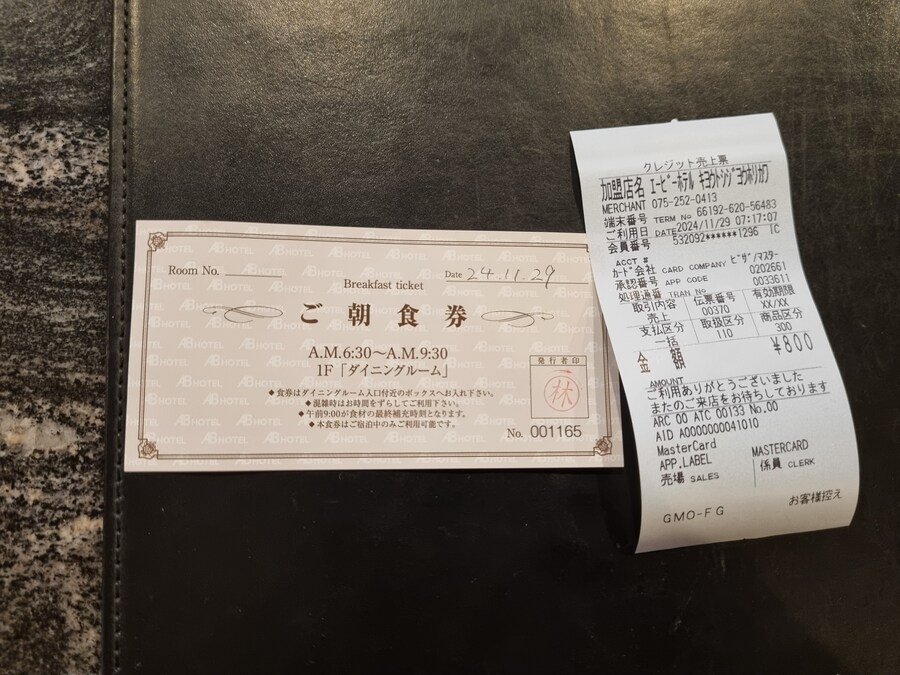 Room No.
Date 24.11.29
Breakfast ticket
ご朝食券
A.M.6:30～A.M.9:30
1F「ダイニングルーム」
◆食券はダイニングルーム入口付近のボックスへお入れ下さい。
◆混雑時はお時間をずらしてご利用下さい。
◆午前9:00が食材の最終補充時刻となります。
◆本食券はご宿泊中のみご利用可能です。
発行者印
No. 001165
AB HOTEL
クレジット売上票
加盟店名 エービーホテル キョウトシジョウホリカワ
MERCHANT 075-252-0413
端末番号 TERM No 66192-620-56483
ご利用日 DATE 2024/11/29 07:17:07
会員番号 532092******1296 IC
ACCT #
カード会社 CARD COMPANY ビザ/マスター
承認番号 APP CODE 0202661
処理通番 TRAN No 0033611
取引内容 伝票番号 有効期限
売上 00370 XX/XX
支払区分 取扱区分 商品区分
一括 110 300
金 額 ¥800
AMOUNT
ご利用ありがとうございました
またのご来店をお待ちしております
ARC 00 ATC 00133 No.00
AID A0000000041010
MasterCard
APP.LABEL MASTERCARD
売場 SALES 係員 CLERK
お客様控え
GMO-FG